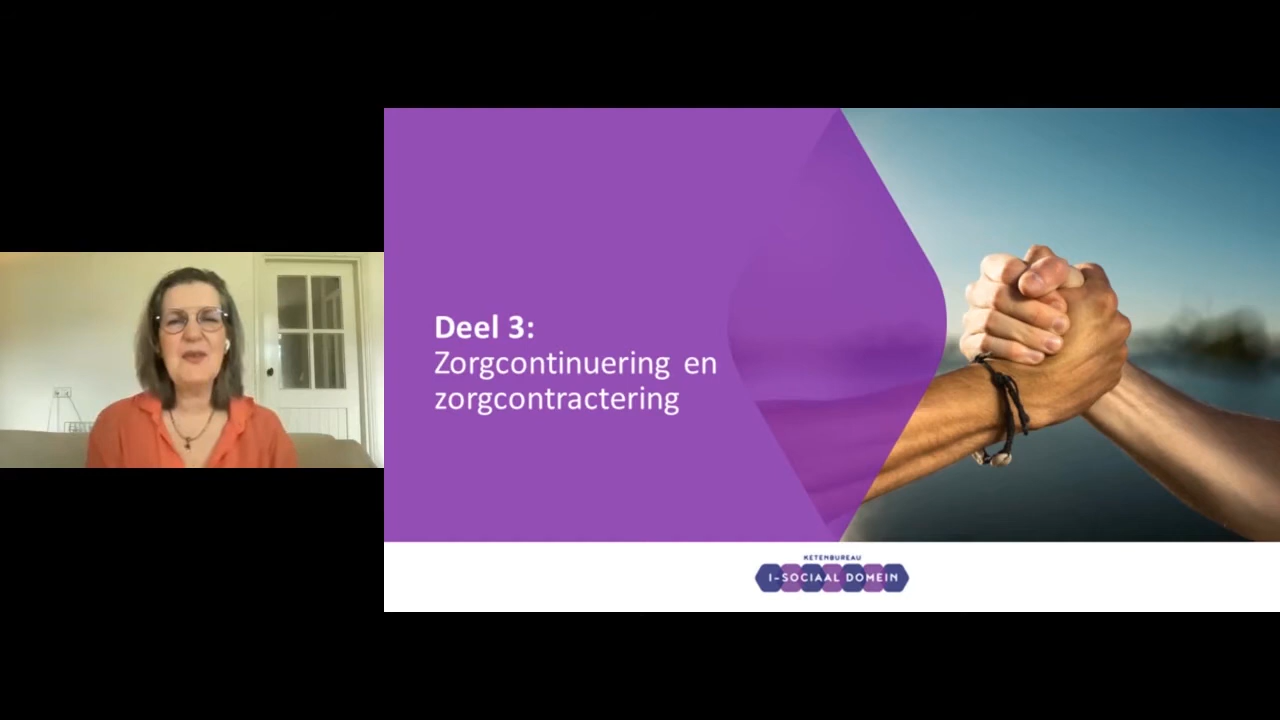 Deel 3:
Zorgcontinuering en
zorgcontractering
KETENBUREAU
I-SOCIAAL DOMEIN